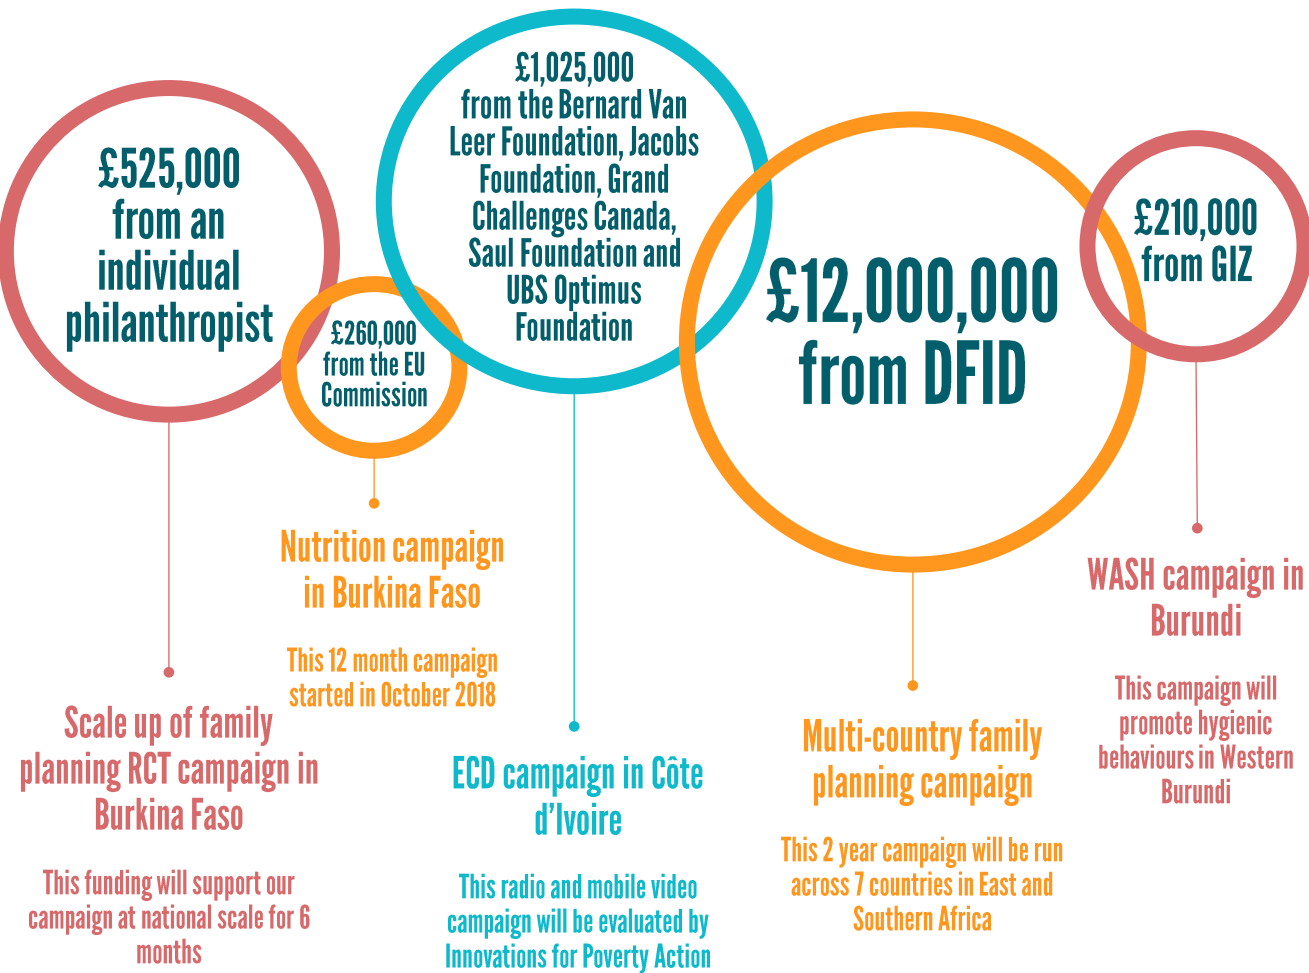 £525,000
from an
individual
philanthropist
Scale up of family
planning RCT campaign in
Burkina Faso
This funding will support our
campaign at national scale for 6
months
£260,000
from the EU
Commission
Nutrition campaign
in Burkina Faso
This 12 month campaign
started in October 2018
£1,025,000
from the Bernard Van
Leer Foundation, Jacobs
Foundation, Grand
Challenges Canada,
Saul Foundation and
UBS Optimus
Foundation
ECD campaign in Côte
d'Ivoire
This radio and mobile video
campaign will be evaluated by
Innovations for Poverty Action
£12,000,000
from DFID
Multi-country family
planning campaign
This 2 year campaign will be run
across 7 countries in East and
Southern Africa
£210,000
from GIZ
WASH campaign in
Burundi
This campaign will
promote hygienic
behaviours in Western
Burundi